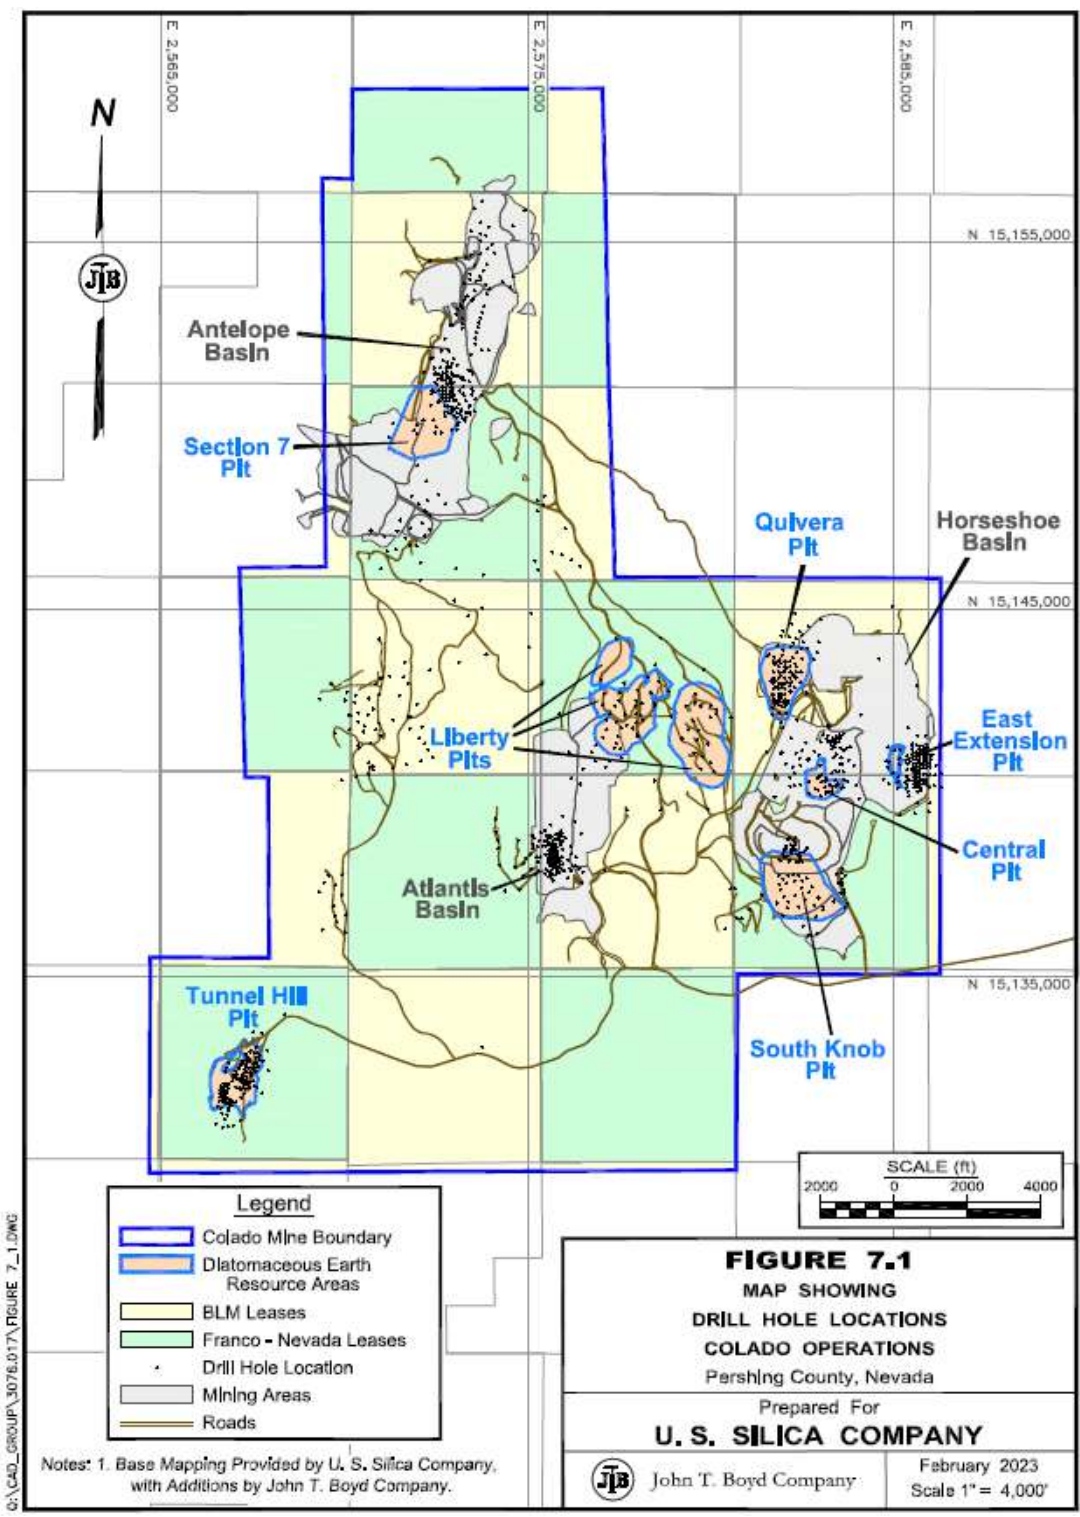 E 2,565,000
E 2,575,000
E 2,585,000
N
JTB
N 15,155,000
Antelope
Basin
Section 7
Pit
Quivera
Pit
Horseshoe
Basin
N 15,145,000
Liberty
Pits
East
Extension
Pit
Central
Pit
Atlantis
Basin
N 15,135,000
Tunnel Hill
Pit
South Knob
Pit
SCALE (ft)
2000 0 2000 4000
Legend
Colado Mine Boundary
Diatomaceous Earth
Resource Areas
BLM Leases
Franco - Nevada Leases
Drill Hole Location
Mining Areas
Roads
Notes: 1. Base Mapping Provided by U. S. Silica Company,
with Additions by John T. Boyd Company.
FIGURE 7.1
MAP SHOWING
DRILL HOLE LOCATIONS
COLADO OPERATIONS
Pershing County, Nevada
Prepared For
U. S. SILICA COMPANY
JTB John T. Boyd Company
February 2023
Scale 1" = 4,000'
Q:\CAD_GROUP\3076.017\FIGURE 7_1.DWG